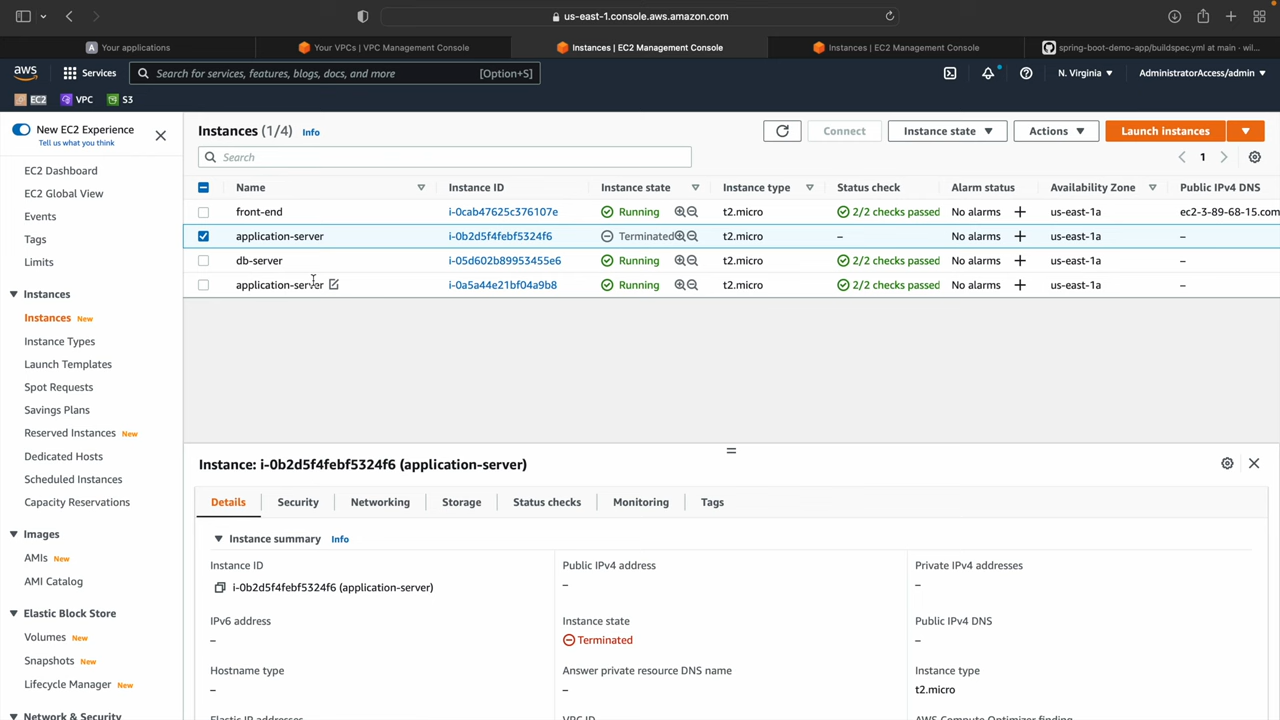 us-east-1.console.aws.amazon.com
Your applications
Your VPCs | VPC Management Console
Instances | EC2 Management Console
Instances | EC2 Management Console
spring-boot-demo-app/buildspec.yml at main · wil...
aws
Services
Search for services, features, blogs, docs, and more
[Option+S]
N. Virginia
AdministratorAccess/admin
EC2
VPC
S3
New EC2 Experience
Tell us what you think
EC2 Dashboard
EC2 Global View
Events
Tags
Limits
Instances
Instances New
Instance Types
Launch Templates
Spot Requests
Savings Plans
Reserved Instances New
Dedicated Hosts
Scheduled Instances
Capacity Reservations
Images
AMIs New
AMI Catalog
Elastic Block Store
Volumes New
Snapshots New
Lifecycle Manager New
Network & Security
Instances (1/4) Info
Connect
Instance state
Actions
Launch instances
Search
1
Name Instance ID Instance state Instance type Status check Alarm status Availability Zone Public IPv4 DNS
front-end i-0cab47625c376107e Running t2.micro 2/2 checks passed No alarms + us-east-1a ec2-3-89-68-15.com
application-server i-0b2d5f4febf5324f6 Terminated t2.micro – No alarms + us-east-1a –
db-server i-05d602b89953455e6 Running t2.micro 2/2 checks passed No alarms + us-east-1a –
application-server i-0a5a44e21bf04a9b8 Running t2.micro 2/2 checks passed No alarms + us-east-1a –
Instance: i-0b2d5f4febf5324f6 (application-server)
Details
Security
Networking
Storage
Status checks
Monitoring
Tags
Instance summary Info
Instance ID
i-0b2d5f4febf5324f6 (application-server)
Public IPv4 address
–
Private IPv4 addresses
–
IPv6 address
–
Instance state
Terminated
Public IPv4 DNS
–
Hostname type
–
Answer private resource DNS name
–
Instance type
t2.micro
Elastic IP addresses
VPC ID
AWS Compute Optimizer finding